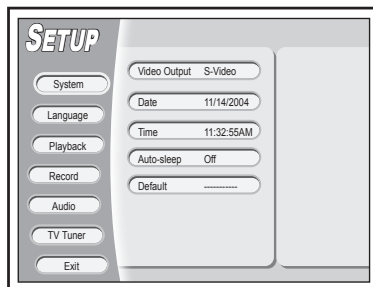 SETUP
System
Language
Playback
Record
Audio
TV Tuner
Exit
Video Output S-Video
Date 11/14/2004
Time 11:32:55AM
Auto-sleep Off
Default -----------